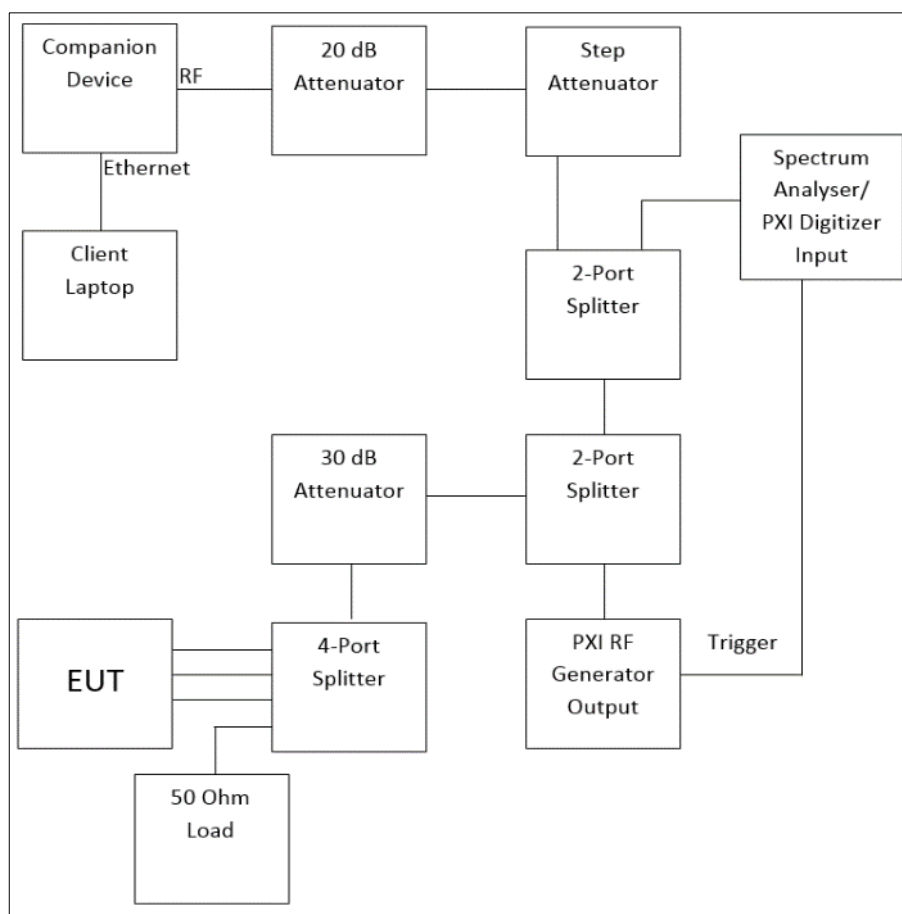 Companion
Device
RF
20 dB
Attenuator
Step
Attenuator
Ethernet
Spectrum
Analyser/
PXI Digitizer
Input
Client
Laptop
2-Port
Splitter
30 dB
Attenuator
2-Port
Splitter
EUT
4-Port
Splitter
PXI RF
Generator
Output
Trigger
50 Ohm
Load